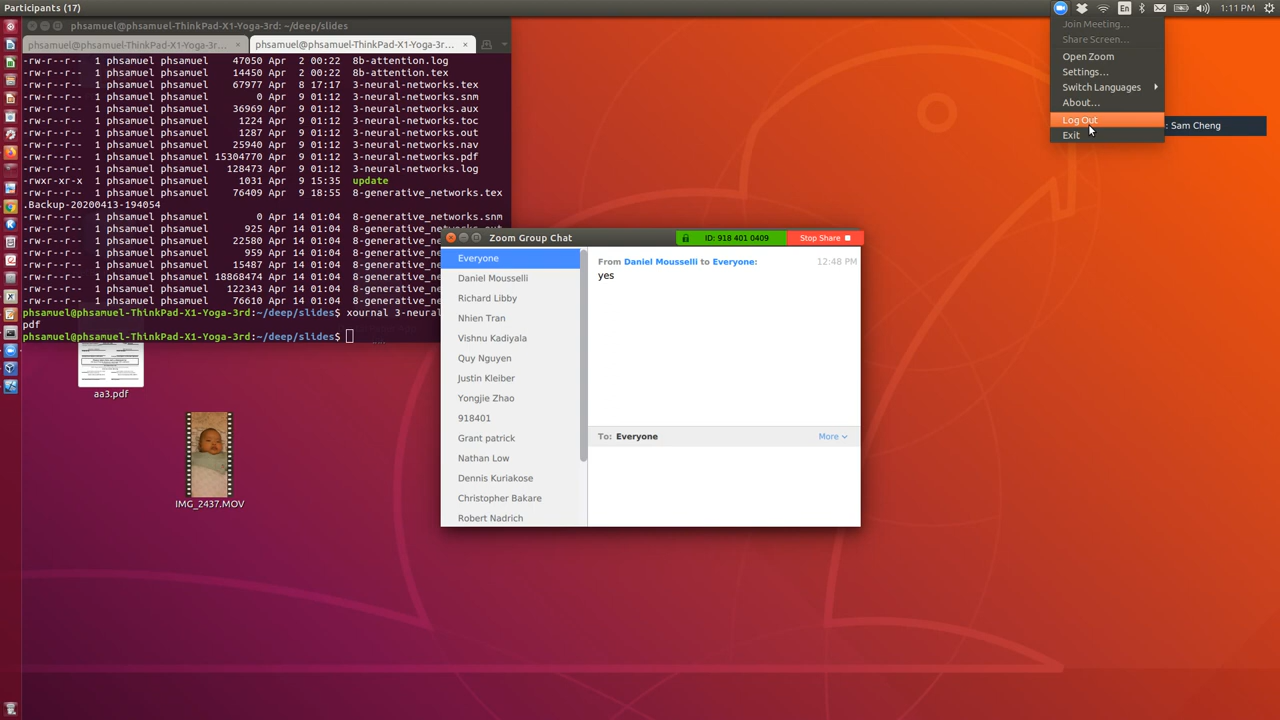 Participants (17)
En
1:11 PM
phsamuel@phsamuel-ThinkPad-X1-Yoga-3rd: ~/deep/slides
phsamuel@phsamuel-ThinkPad-X1-Yoga-3r... ×
phsamuel@phsamuel-ThinkPad-X1-Yoga-3r... ×
-rw-r--r-- 1 phsamuel phsamuel 47050 Apr 2 00:22 8b-attention.log
-rw-r--r-- 1 phsamuel phsamuel 14450 Apr 2 00:22 8b-attention.tex
-rw-r--r-- 1 phsamuel phsamuel 67977 Apr 8 17:17 3-neural-networks.tex
-rw-r--r-- 1 phsamuel phsamuel 0 Apr 9 01:12 3-neural-networks.snm
-rw-r--r-- 1 phsamuel phsamuel 36969 Apr 9 01:12 3-neural-networks.aux
-rw-r--r-- 1 phsamuel phsamuel 1224 Apr 9 01:12 3-neural-networks.toc
-rw-r--r-- 1 phsamuel phsamuel 1287 Apr 9 01:12 3-neural-networks.out
-rw-r--r-- 1 phsamuel phsamuel 25940 Apr 9 01:12 3-neural-networks.nav
-rw-r--r-- 1 phsamuel phsamuel 15304770 Apr 9 01:12 3-neural-networks.pdf
-rw-r--r-- 1 phsamuel phsamuel 128473 Apr 9 01:12 3-neural-networks.log
-rwxr-xr-x 1 phsamuel phsamuel 1031 Apr 9 15:35 update
-rw-r--r-- 1 phsamuel phsamuel 76409 Apr 9 18:55 8-generative_networks.tex
.Backup-20200413-194054
-rw-r--r-- 1 phsamuel phsamuel 0 Apr 14 01:04 8-generative_networks.snm
-rw-r--r-- 1 phsamuel phsamuel 925 Apr 14 01:04 8-generative_networks.out
-rw-r--r-- 1 phsamuel phsamuel 22580 Apr 14 01:04 8-generative_n
-rw-r--r-- 1 phsamuel phsamuel 959 Apr 14 01:04 8-generative_n
-rw-r--r-- 1 phsamuel phsamuel 15487 Apr 14 01:04 8-generative_n
-rw-r--r-- 1 phsamuel phsamuel 18868474 Apr 14 01:04 8-generative_n
-rw-r--r-- 1 phsamuel phsamuel 122343 Apr 14 01:04 8-generative_n
-rw-r--r-- 1 phsamuel phsamuel 76610 Apr 14 01:04 8-generative_n
phsamuel@phsamuel-ThinkPad-X1-Yoga-3rd:~/deep/slides$ xournal 3-neural
pdf
phsamuel@phsamuel-ThinkPad-X1-Yoga-3rd:~/deep/slides$
aa3.pdf
IMG_2437.MOV
Join Meeting...
Share Screen...
Open Zoom
Settings...
Switch Languages
About...
Log Out
Exit
: Sam Cheng
Zoom Group Chat
ID: 918 401 0409
Stop Share
Everyone
Daniel Mousselli
Richard Libby
Nhien Tran
Vishnu Kadiyala
Quy Nguyen
Justin Kleiber
Yongjie Zhao
918401
Grant patrick
Nathan Low
Dennis Kuriakose
Christopher Bakare
Robert Nadrich
From Daniel Mousselli to Everyone: 12:48 PM
yes
To: Everyone
More